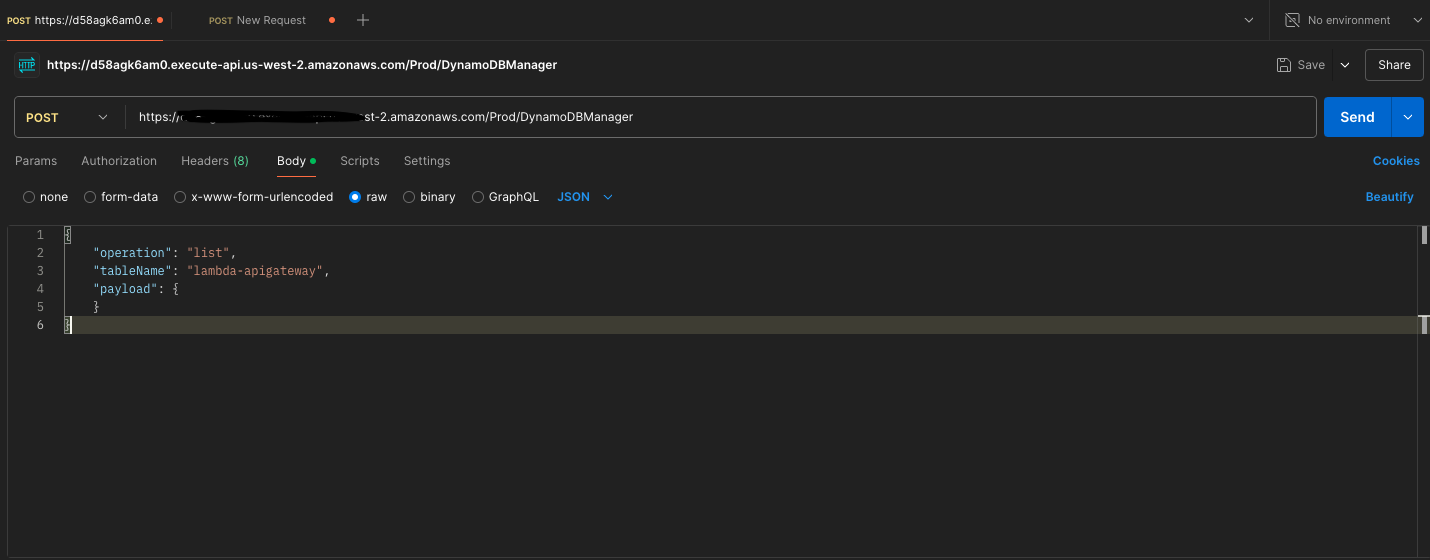 POST https://d58agk6am0.e. POST New Request No environment
HTTP https://d58agk6am0.execute-api.us-west-2.amazonaws.com/Prod/DynamoDBManager Save Share
POST https:// st-2.amazonaws.com/Prod/DynamoDBManager Send
Params Authorization Headers (8) Body Scripts Settings Cookies
none form-data x-www-form-urlencoded raw binary GraphQL JSON Beautify
1 {
2 "operation": "list",
3 "tableName": "lambda-apigateway",
4 "payload": {
5 }
6 }